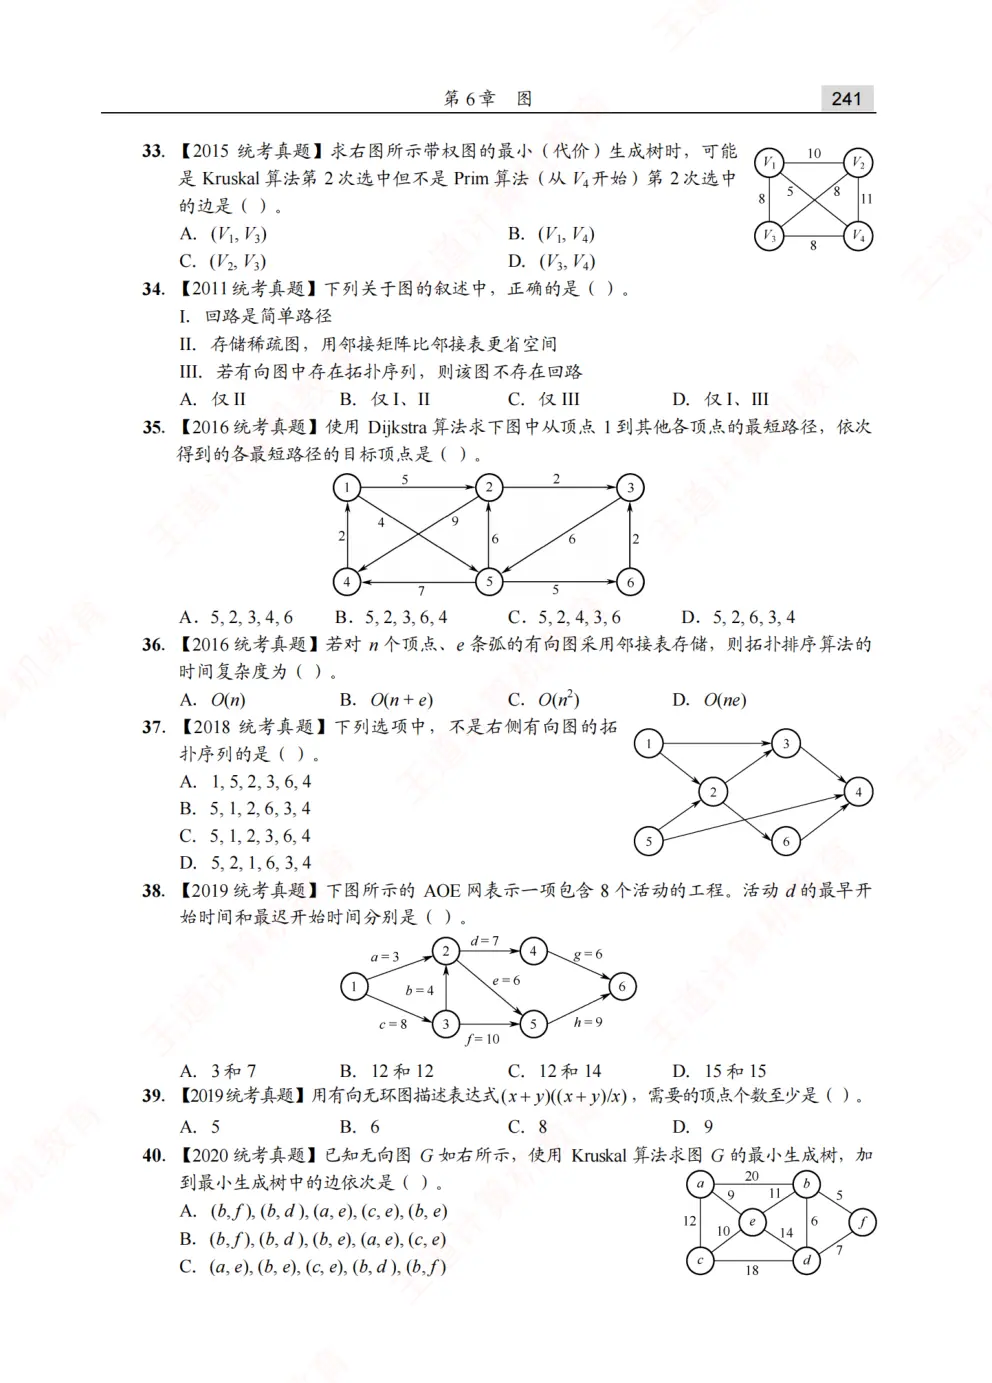 第 6 章 图
241
33. 【2015 统考真题】求右图所示带权图的最小（代价）生成树时，可能
是 Kruskal 算法第 2 次选中但不是 Prim 算法（从 V4 开始）第 2 次选中
的边是（ ）。
A. (V1, V3)
B. (V1, V4)
C. (V2, V3)
D. (V3, V4)
V1 10 V2
8 5 8 11
V3 8 V4
34. 【2011 统考真题】下列关于图的叙述中，正确的是（ ）。
I. 回路是简单路径
II. 存储稀疏图，用邻接矩阵比邻接表更省空间
III. 若有向图中存在拓扑序列，则该图不存在回路
A. 仅 II B. 仅 I、II C. 仅 III D. 仅 I、III
35. 【2016 统考真题】使用 Dijkstra 算法求下图中从顶点 1 到其他各顶点的最短路径，依次
得到的各最短路径的目标顶点是（ ）。
1 5 2 2 3
4 9
2 6 6 2
4 7 5 5 6
A. 5, 2, 3, 4, 6 B. 5, 2, 3, 6, 4 C. 5, 2, 4, 3, 6 D. 5, 2, 6, 3, 4
36. 【2016 统考真题】若对 n 个顶点、e 条弧的有向图采用邻接表存储，则拓扑排序算法的
时间复杂度为（ ）。
A. O(n) B. O(n + e) C. O(n²) D. O(ne)
37. 【2018 统考真题】下列选项中，不是右侧有向图的拓
扑序列的是（ ）。
A. 1, 5, 2, 3, 6, 4
B. 5, 1, 2, 6, 3, 4
C. 5, 1, 2, 3, 6, 4
D. 5, 2, 1, 6, 3, 4
1 3
2 4
5 6
38. 【2019 统考真题】下图所示的 AOE 网表示一项包含 8 个活动的工程。活动 d 的最早开
始时间和最迟开始时间分别是（ ）。
a = 3 2 d = 7 4 g = 6
1 b = 4 e = 6 6
c = 8 3 f = 10 5 h = 9
A. 3 和 7 B. 12 和 12 C. 12 和 14 D. 15 和 15
39. 【2019 统考真题】用有向无环图描述表达式 (x + y)((x + y)/x)，需要的顶点个数至少是（ ）。
A. 5 B. 6 C. 8 D. 9
40. 【2020 统考真题】已知无向图 G 如右所示，使用 Kruskal 算法求图 G 的最小生成树，加
到最小生成树中的边依次是（ ）。
A. (b, f ), (b, d ), (a, e), (c, e), (b, e)
B. (b, f ), (b, d ), (b, e), (a, e), (c, e)
C. (a, e), (b, e), (c, e), (b, d ), (b, f )
a 20 b
9 11 5
12 e 6 f
10 14
c 18 d 7